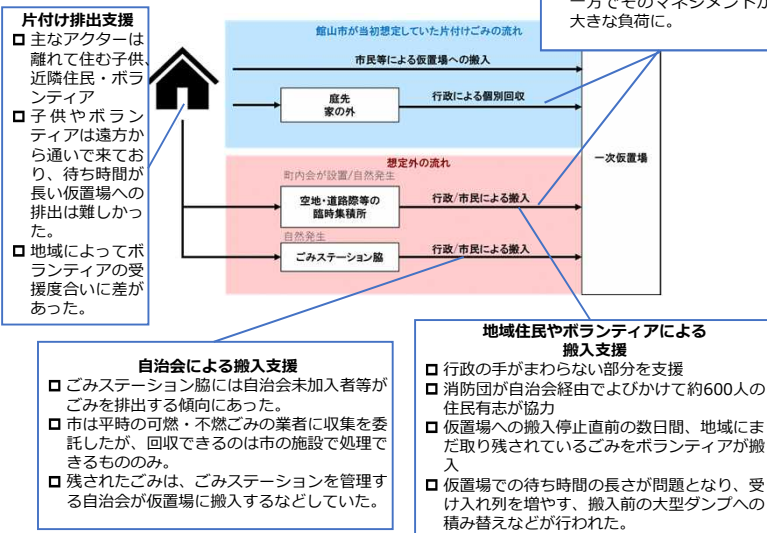 一方でそのマネジメントが
大きな負荷に。
片付け排出支援
主なアクターは
離れて住む子供、
近隣住民・ボラ
ンティア
子供やボラン
ティアは遠方か
ら通いで来てお
り、待ち時間が
長い仮置場への
排出は難しかっ
た。
地域によってボ
ランティアの受
援度合いに差が
あった。
館山市が当初想定していた片付けごみの流れ
市民等による仮置場への搬入
庭先
家の外
行政による個別回収
想定外の流れ
町内会が設置/自然発生
空地・道路際等の
臨時集積所
行政/市民による搬入
自然発生
ごみステーション脇
行政/市民による搬入
一次仮置場
自治会による搬入支援
ごみステーション脇には自治会未加入者等が
ごみを排出する傾向にあった。
市は平時の可燃・不燃ごみの業者に収集を委
託したが、回収できるのは市の施設で処理で
きるもののみ。
残されたごみは、ごみステーションを管理す
る自治会が仮置場に搬入するなどしていた。
地域住民やボランティアによる
搬入支援
行政の手がまわらない部分を支援
消防団が自治会経由でよびかけて約600人の
住民有志が協力
仮置場への搬入停止直前の数日間、地域にま
だ取り残されているごみをボランティアが搬
入
仮置場での待ち時間の長さが問題となり、受
け入れ列を増やす、搬入前の大型ダンプへの
積み替えなどが行われた。